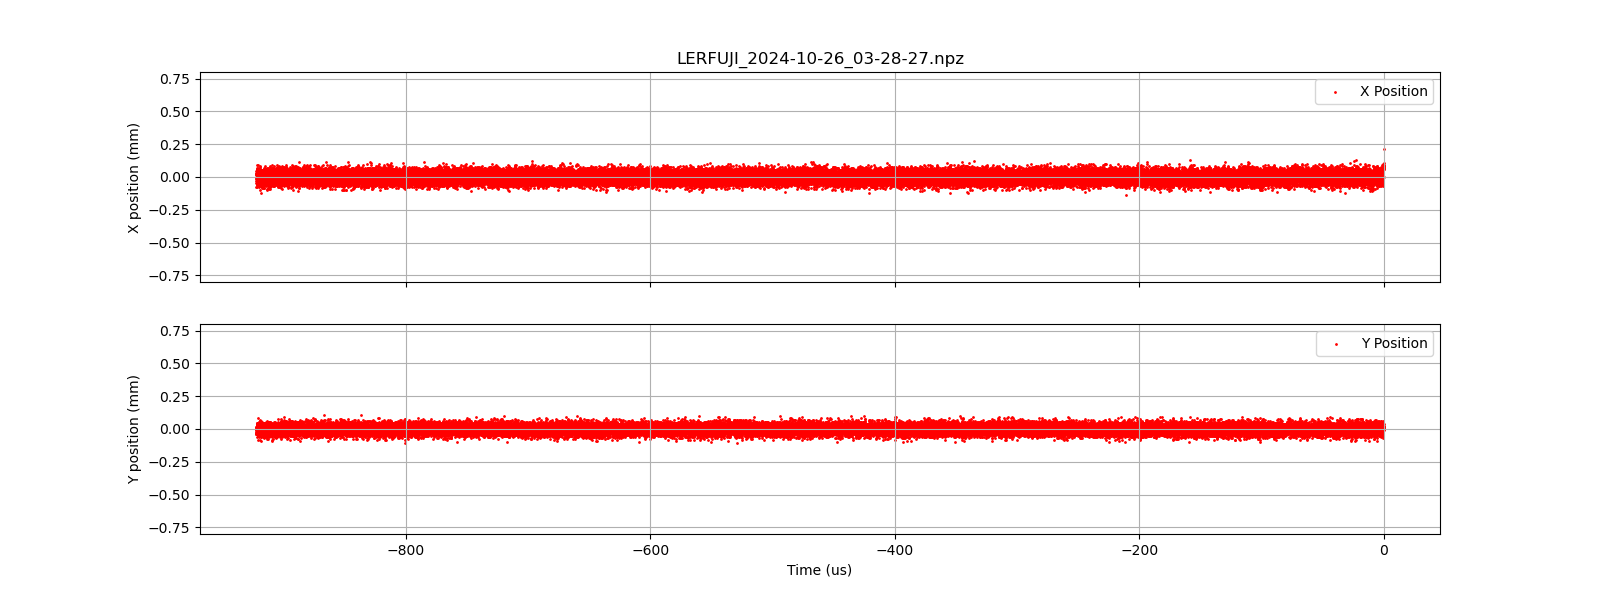 LERFUJI_2024-10-26_03-28-27.npz
X position (mm)
0.75
0.50
0.25
0.00
−0.25
−0.50
−0.75
X Position
Y position (mm)
0.75
0.50
0.25
0.00
−0.25
−0.50
−0.75
Y Position
−800 −600 −400 −200 0
Time (us)